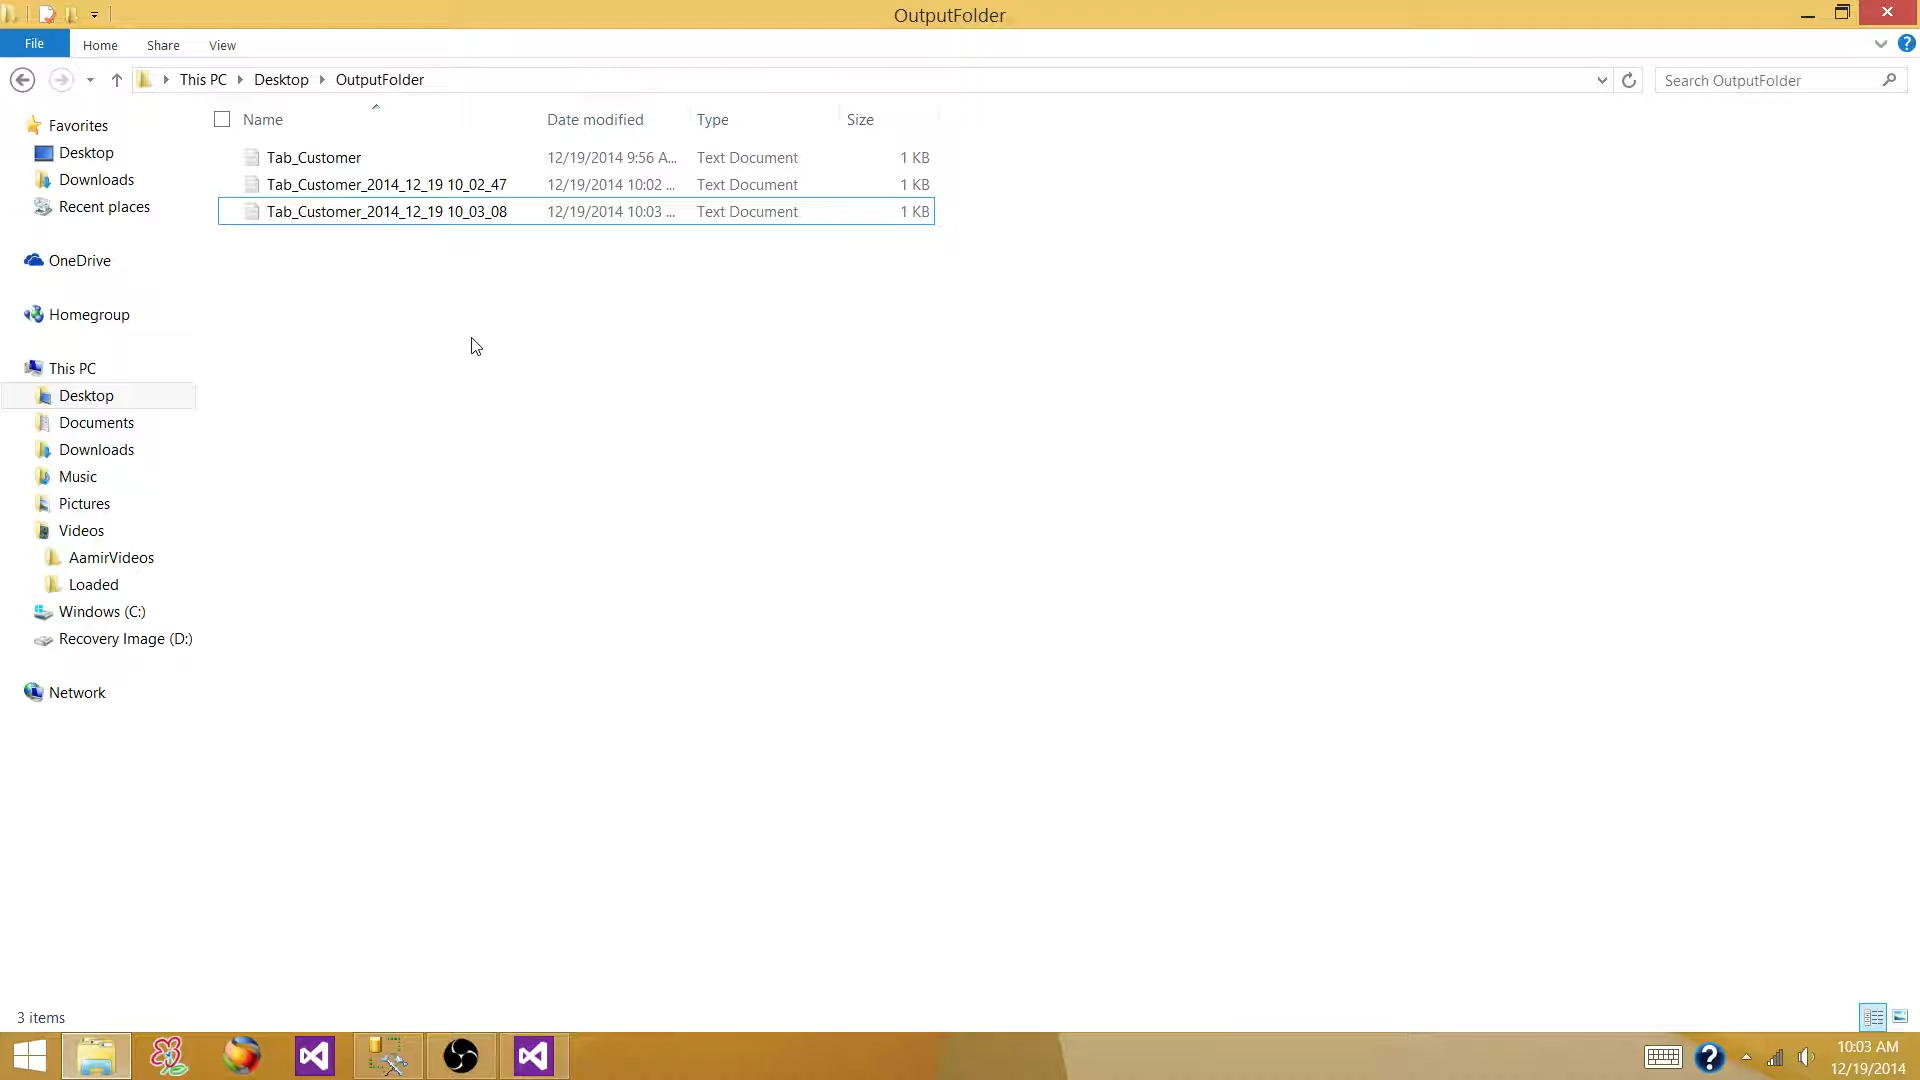 OutputFolder
File Home Share View
This PC Desktop OutputFolder
Search OutputFolder
Name Date modified Type Size
Tab_Customer 12/19/2014 9:56 A... Text Document 1 KB
Tab_Customer_2014_12_19 10_02_47 12/19/2014 10:02 ... Text Document 1 KB
Tab_Customer_2014_12_19 10_03_08 12/19/2014 10:03 ... Text Document 1 KB
Favorites
Desktop
Downloads
Recent places
OneDrive
Homegroup
This PC
Desktop
Documents
Downloads
Music
Pictures
Videos
AamirVideos
Loaded
Windows (C:)
Recovery Image (D:)
Network
3 items
10:03 AM
12/19/2014